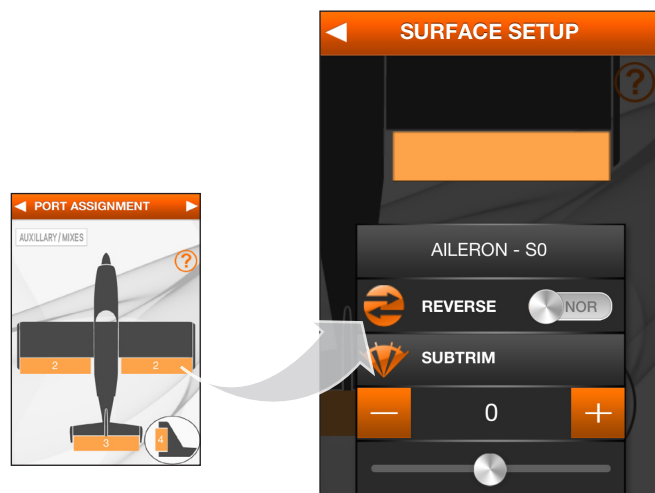 SURFACE SETUP
?
PORT ASSIGNMENT
AUXILLARY / MIXES
?
AILERON - S0
REVERSE
NOR
SUBTRIM
2
2
0
3
4